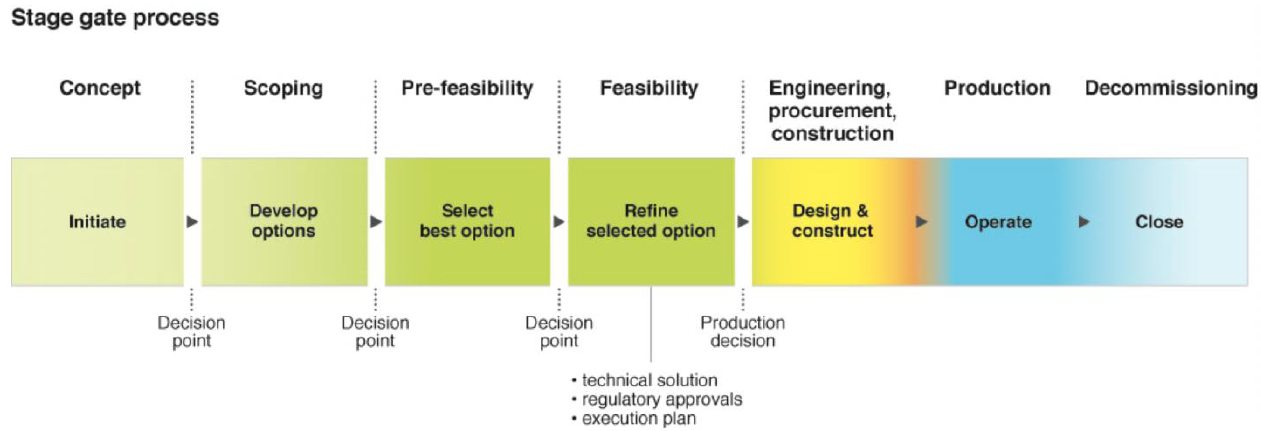 Stage gate process
Concept
Scoping
Pre-feasibility
Feasibility
Engineering,
procurement,
construction
Production
Decommissioning
Initiate
Develop
options
Select
best option
Refine
selected option
Design &
construct
Operate
Close
Decision
point
Decision
point
Decision
point
Production
decision
• technical solution
• regulatory approvals
• execution plan